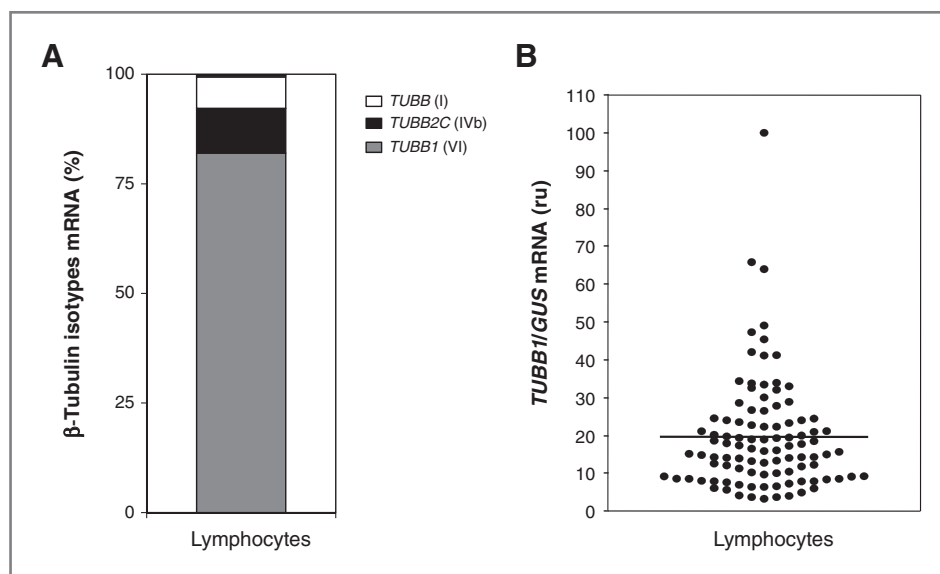 A
β-Tubulin isotypes mRNA (%)
100
75
50
25
0
Lymphocytes
TUBB (I)
TUBB2C (IVb)
TUBB1 (VI)
B
TUBB1/GUS mRNA (ru)
110
100
90
80
70
60
50
40
30
20
10
0
Lymphocytes